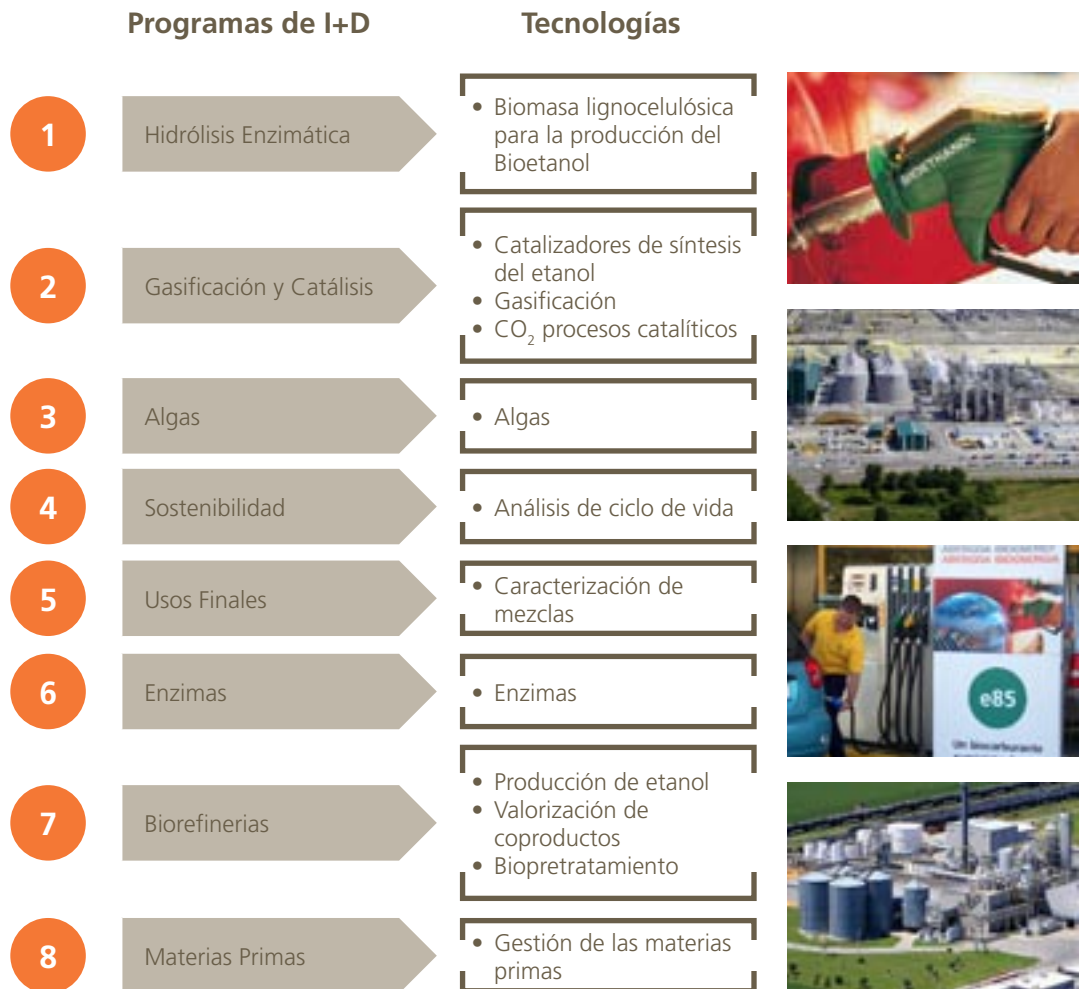 Programas de I+D
Tecnologías
1
Hidrólisis Enzimática
• Biomasa lignocelulósica
para la producción del
Bioetanol
2
Gasificación y Catálisis
• Catalizadores de síntesis
del etanol
• Gasificación
• CO₂ procesos catalíticos
3
Algas
• Algas
4
Sostenibilidad
• Análisis de ciclo de vida
5
Usos Finales
• Caracterización de
mezclas
6
Enzimas
• Enzimas
7
Biorefinerias
• Producción de etanol
• Valorización de
coproductos
• Biopretratamiento
8
Materias Primas
• Gestión de las materias
primas
BIOETHANOL
e85
Un biocarburante